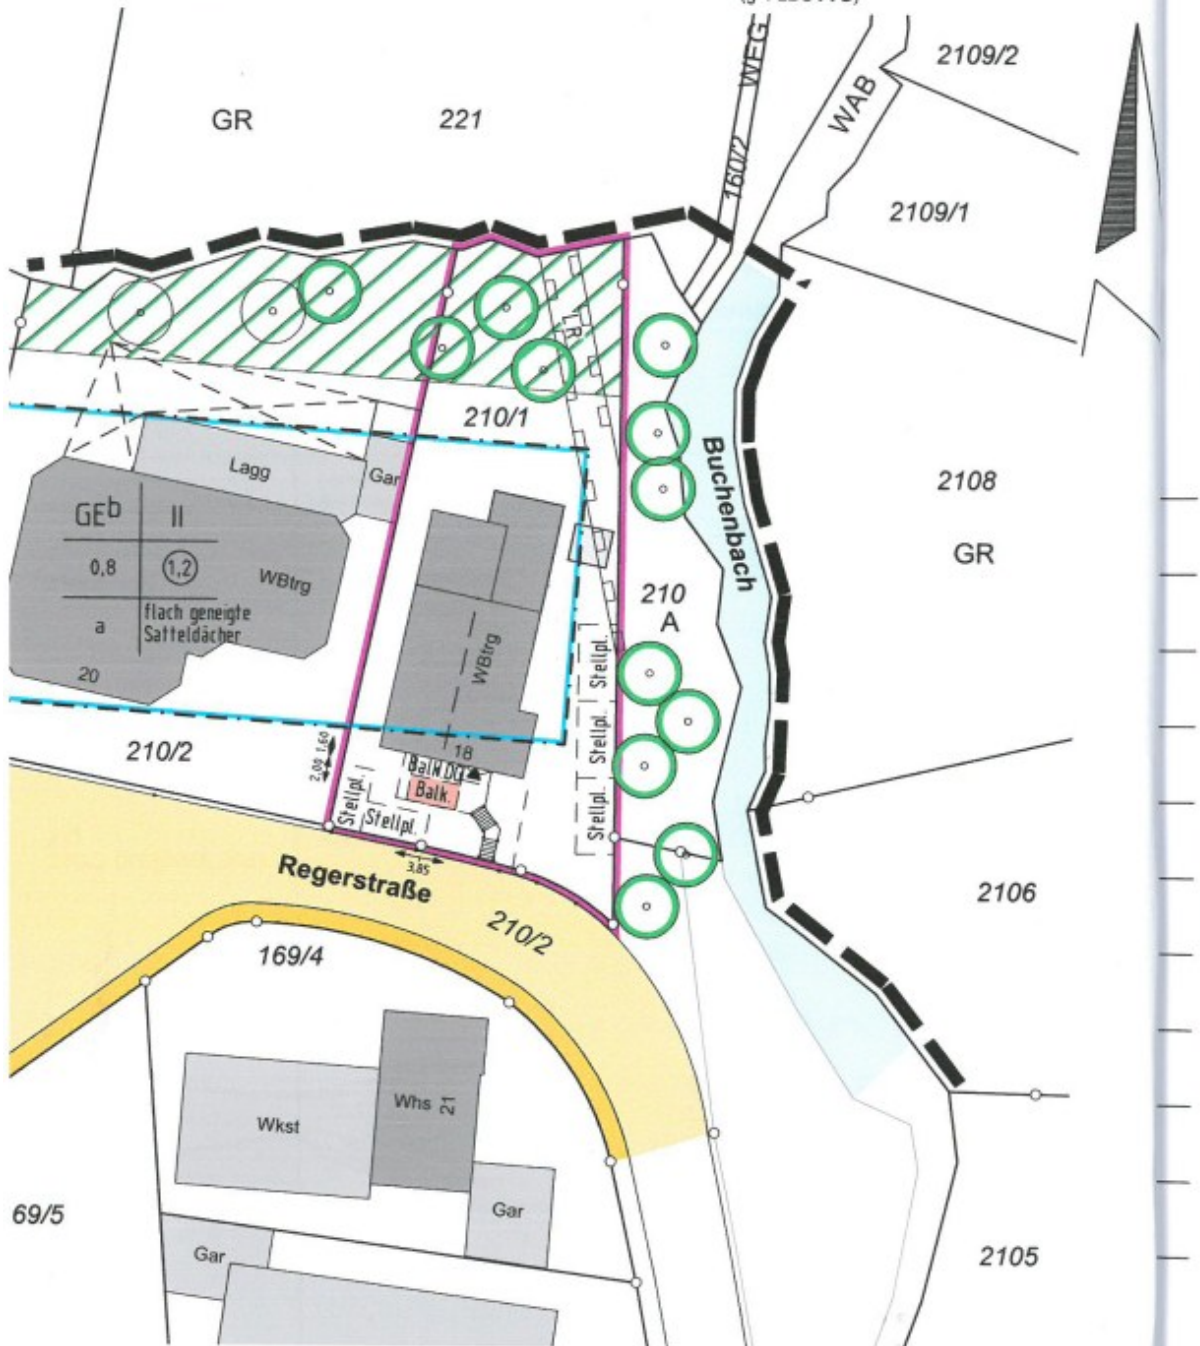 2109/2
WEG
WAB
GR
221
160/2
2109/1
LR
210/1
Lagg
Gar
Buchenbach
2108
GEb
II
0,8
1,2
WBtrg
GR
a
flach geneigte
Satteldächer
210
A
WBtrg
Stellpl.
20
Stellpl.
210/2
2,00 1,60
18
Balk.DG
Balk.
Stellpl.
Stellpl.
Stellpl.
3,85
Regerstraße
210/2
2106
169/4
Whs
21
Wkst
Gar
69/5
Gar
2105